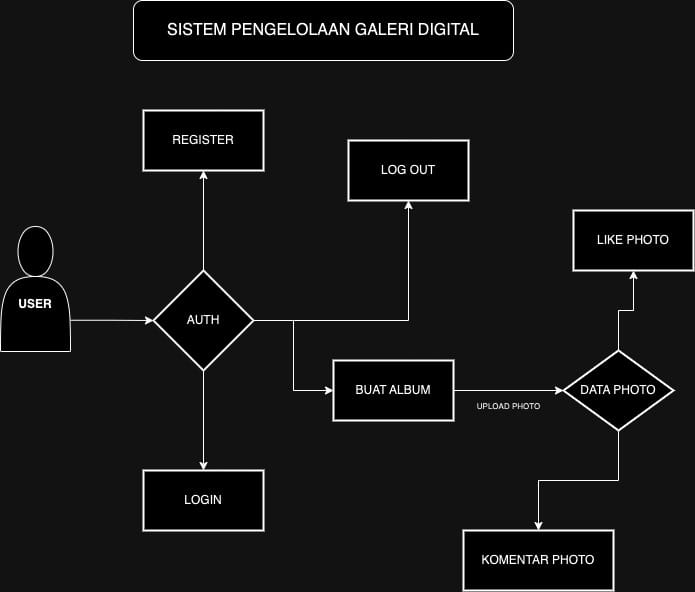 SISTEM PENGELOLAAN GALERI DIGITAL
REGISTER
LOG OUT
LIKE PHOTO
USER
AUTH
BUAT ALBUM
UPLOAD PHOTO
DATA PHOTO
LOGIN
KOMENTAR PHOTO